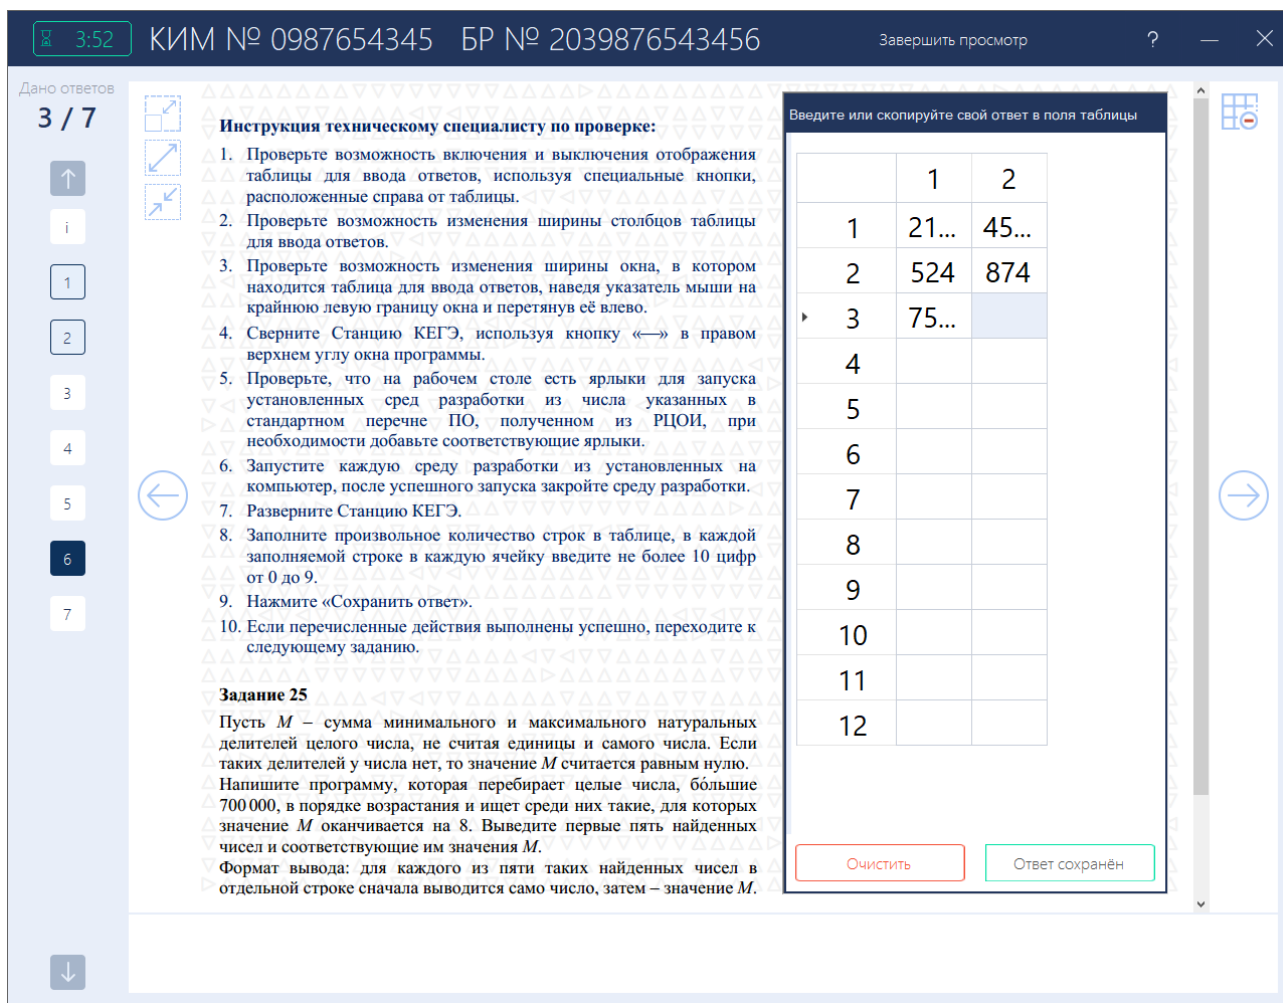 3:52 КИМ № 0987654345 БР № 2039876543456 Завершить просмотр ? —
Дано ответов
3 / 7
i
1
2
3
4
5
6
7
Инструкция техническому специалисту по проверке:
1. Проверьте возможность включения и выключения отображения
таблицы для ввода ответов, используя специальные кнопки,
расположенные справа от таблицы.
2. Проверьте возможность изменения ширины столбцов таблицы
для ввода ответов.
3. Проверьте возможность изменения ширины окна, в котором
находится таблица для ввода ответов, наведя указатель мыши на
крайнюю левую границу окна и перетянув её влево.
4. Сверните Станцию КЕГЭ, используя кнопку «—» в правом
верхнем углу окна программы.
5. Проверьте, что на рабочем столе есть ярлыки для запуска
установленных сред разработки из числа указанных в
стандартном перечне ПО, полученном из РЦОИ, при
необходимости добавьте соответствующие ярлыки.
6. Запустите каждую среду разработки из установленных на
компьютер, после успешного запуска закройте среду разработки.
7. Разверните Станцию КЕГЭ.
8. Заполните произвольное количество строк в таблице, в каждой
заполняемой строке в каждую ячейку введите не более 10 цифр
от 0 до 9.
9. Нажмите «Сохранить ответ».
10. Если перечисленные действия выполнены успешно, переходите к
следующему заданию.
Задание 25
Пусть M – сумма минимального и максимального натуральных
делителей целого числа, не считая единицы и самого числа. Если
таких делителей у числа нет, то значение M считается равным нулю.
Напишите программу, которая перебирает целые числа, бо́льшие
700 000, в порядке возрастания и ищет среди них такие, для которых
значение M оканчивается на 8. Выведите первые пять найденных
чисел и соответствующие им значения M.
Формат вывода: для каждого из пяти таких найденных чисел в
отдельной строке сначала выводится само число, затем – значение M.
Введите или скопируйте свой ответ в поля таблицы
1 2
1 21... 45...
2 524 874
3 75...
4
5
6
7
8
9
10
11
12
Очистить Ответ сохранён